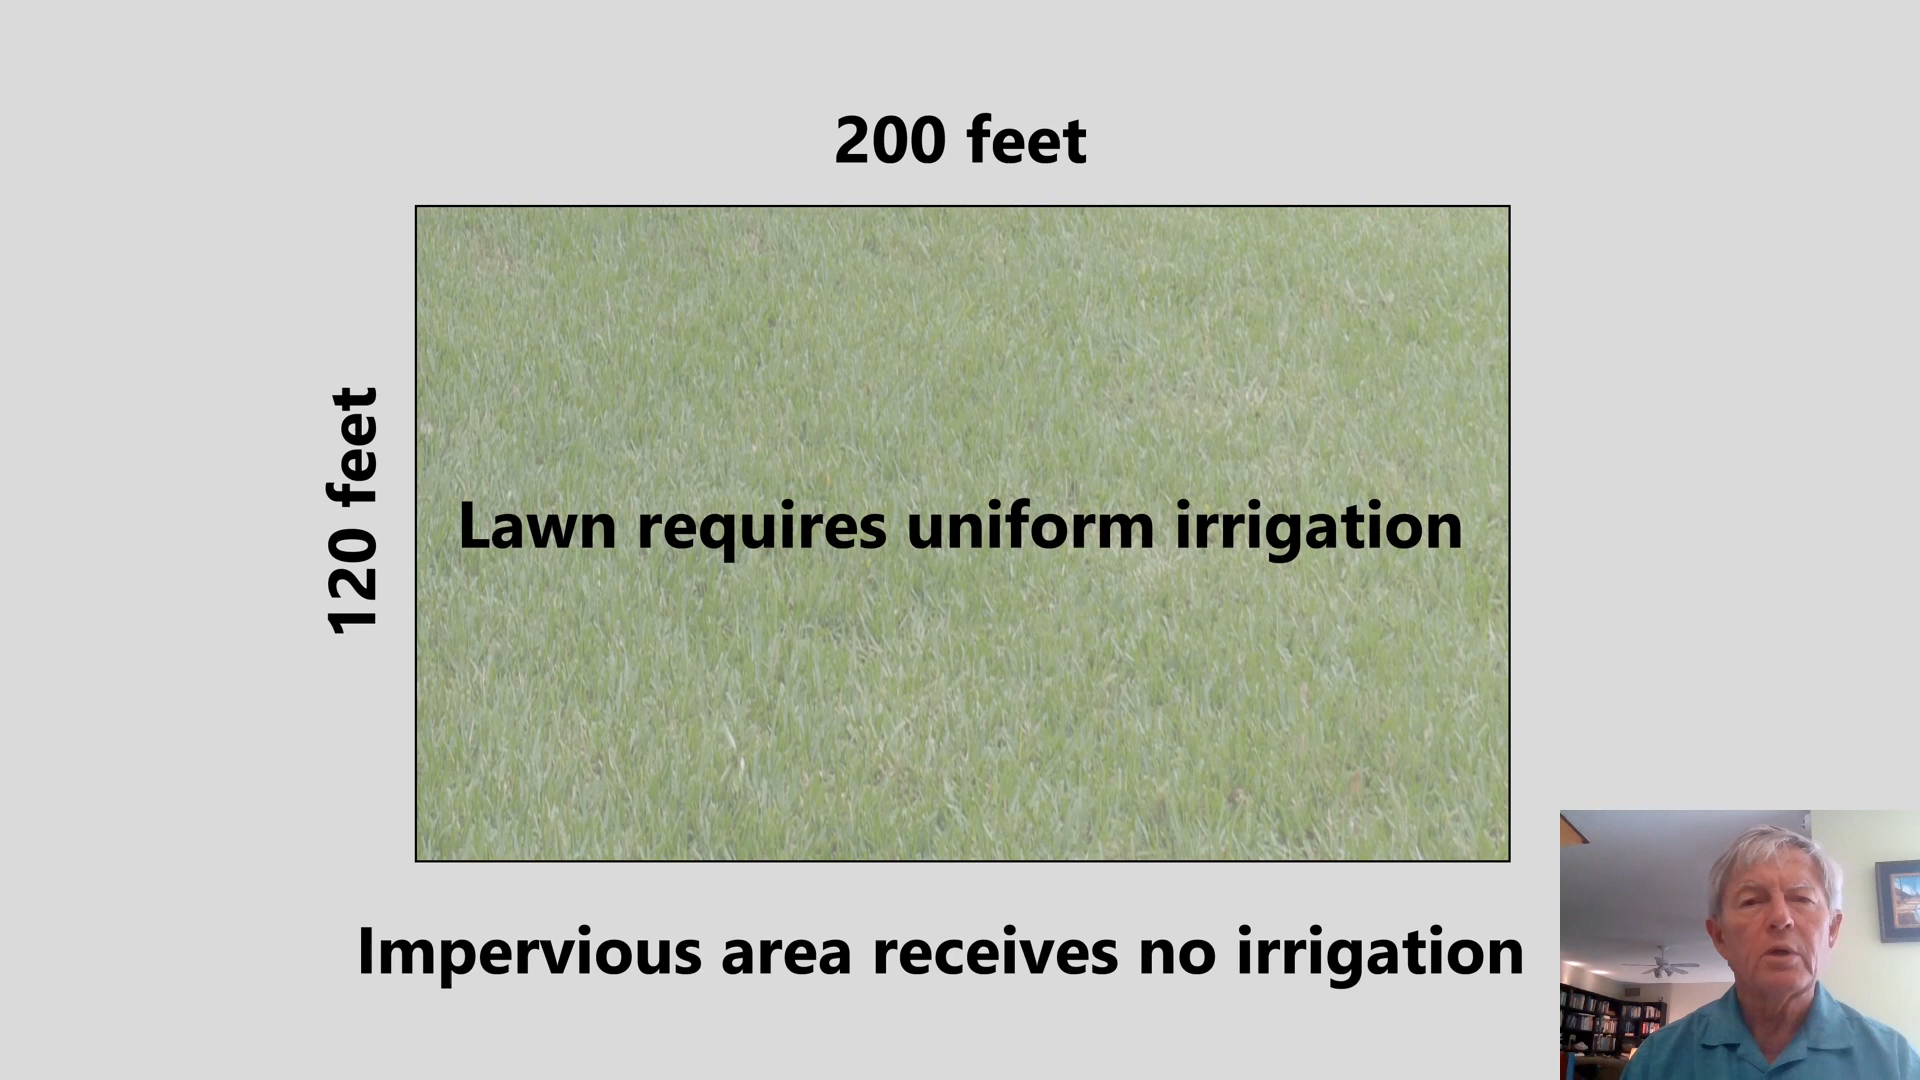 200 feet
120 feet
Lawn requires uniform irrigation
Impervious area receives no irrigation